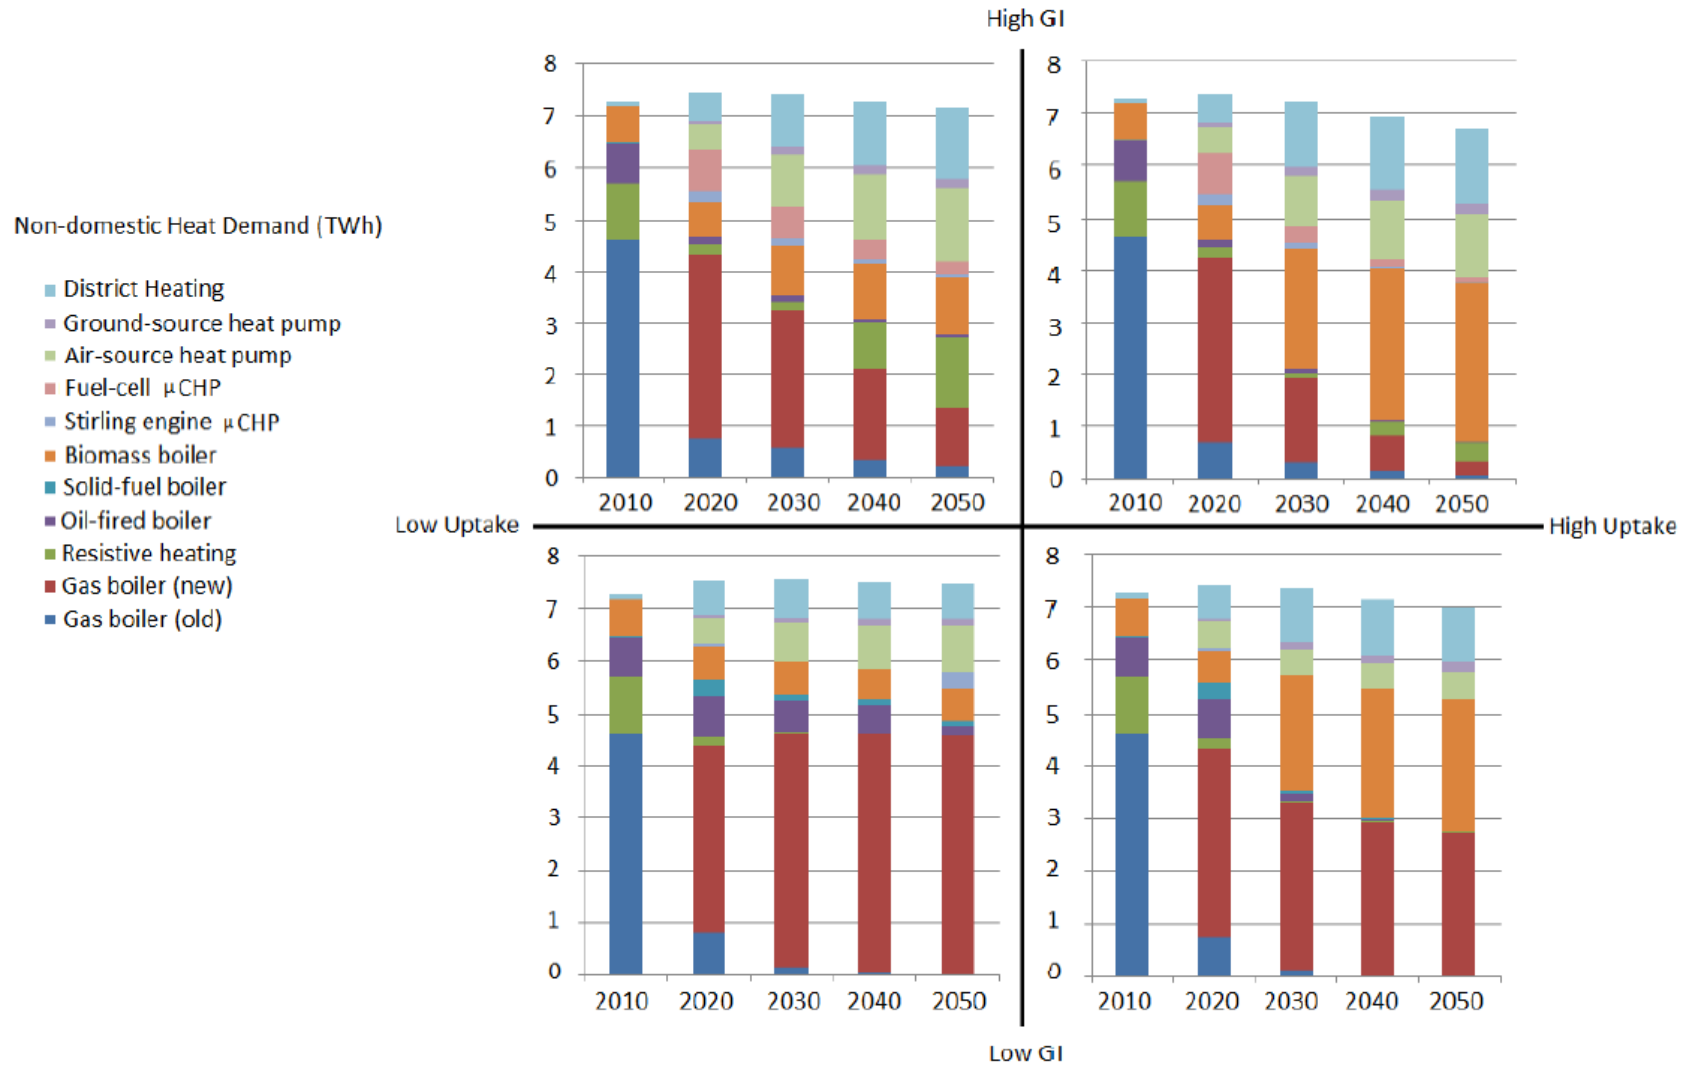 High GI
Non-domestic Heat Demand (TWh)
District Heating
Ground-source heat pump
Air-source heat pump
Fuel-cell μCHP
Stirling engine μCHP
Biomass boiler
Solid-fuel boiler
Oil-fired boiler
Resistive heating
Gas boiler (new)
Gas boiler (old)
8
7
6
5
4
3
2
1
0
2010 2020 2030 2040 2050
8
7
6
5
4
3
2
1
0
2010 2020 2030 2040 2050
Low Uptake
High Uptake
8
7
6
5
4
3
2
1
0
2010 2020 2030 2040 2050
8
7
6
5
4
3
2
1
0
2010 2020 2030 2040 2050
Low GI